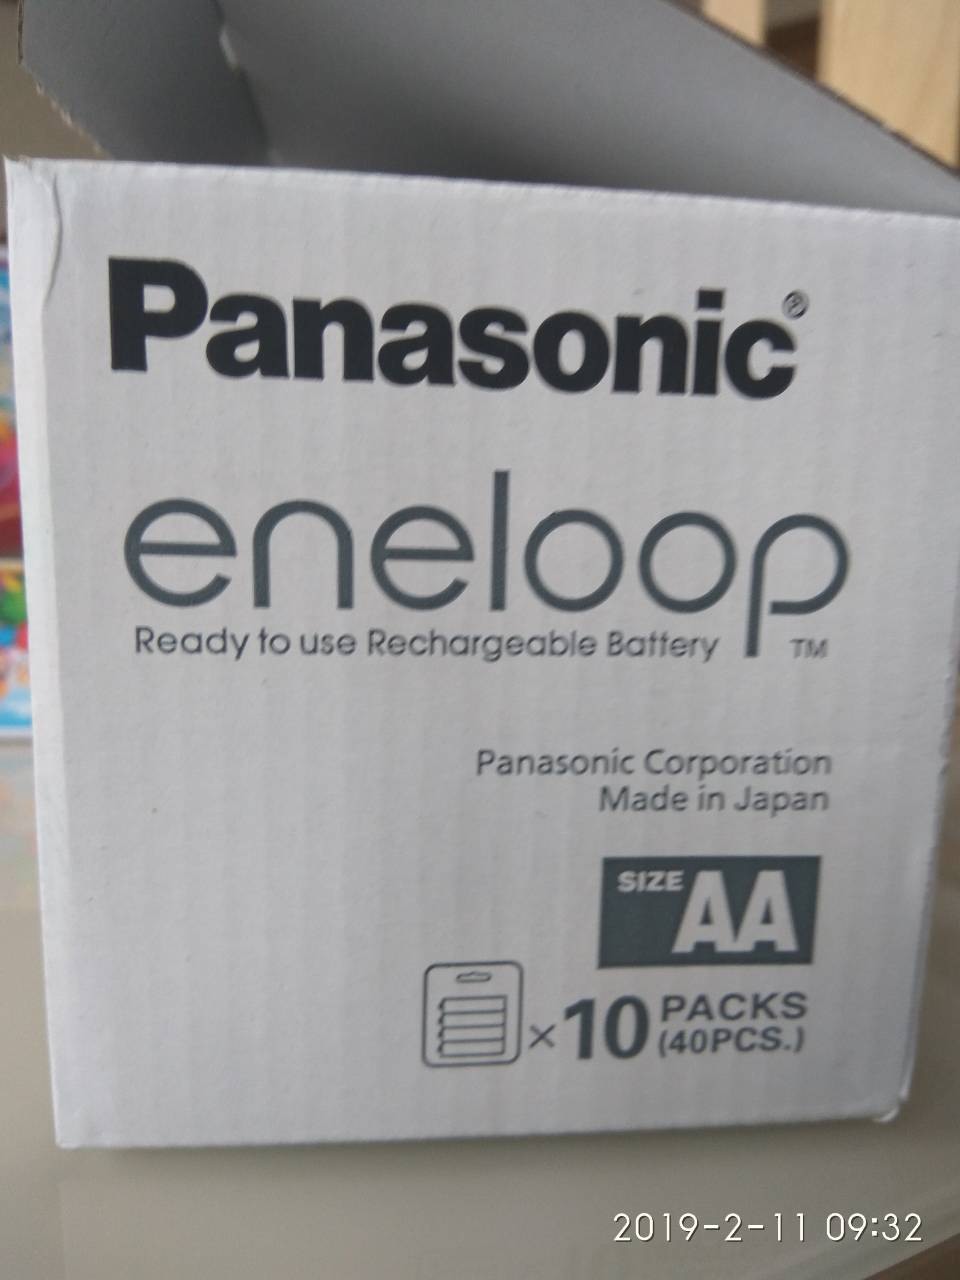 Panasonic®
eneloop
Ready to use Rechargeable Battery ™
Panasonic Corporation
Made in Japan
SIZE AA
×10 PACKS
(40PCS.)
2019-2-11 09:32